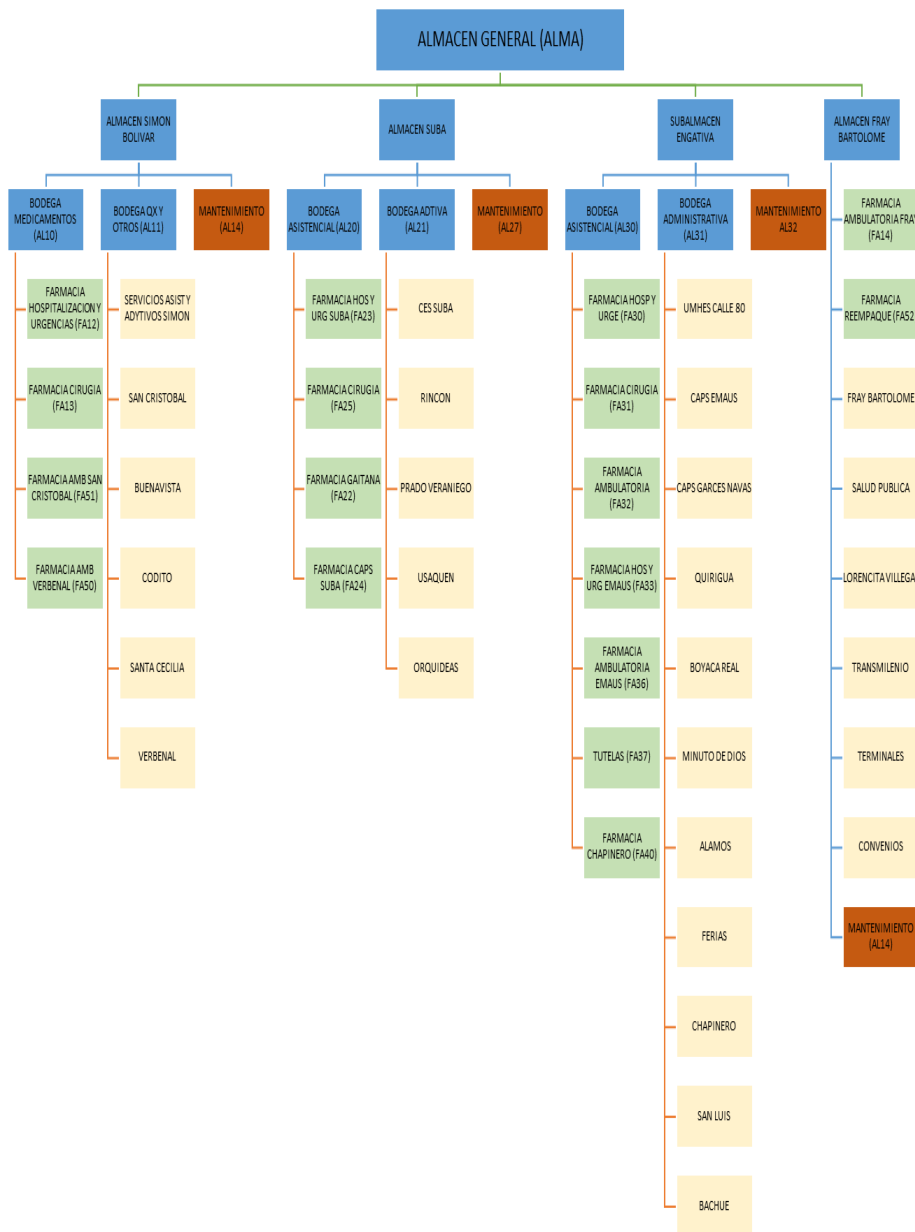 ALMACEN GENERAL (ALMA)
ALMACEN SIMON
BOLIVAR
ALMACEN SUBA
SUBALMACEN
ENGATIVA
ALMACEN FRAY
BARTOLOME
BODEGA
MEDICAMENTOS
(AL10)
BODEGA QX Y
OTROS (AL11)
MANTENIMIENTO
(AL14)
BODEGA
ASISTENCIAL (AL20)
BODEGA ADTIVA
(AL21)
MANTENIMIENTO
(AL27)
BODEGA
ASISTENCIAL (AL30)
BODEGA
ADMINISTRATIVA
(AL31)
MANTENIMIENTO
AL32
FARMACIA
AMBULATORIA FRAY
(FA14)
FARMACIA
HOSPITALIZACION Y
URGENCIAS (FA12)
SERVICIOS ASIST Y
ADYTIVOS SIMON
FARMACIA HOS Y
URG SUBA (FA23)
CES SUBA
FARMACIA HOSP Y
URGE (FA30)
UMHES CALLE 80
FARMACIA
REEMPAQUE (FA52
FARMACIA CIRUGIA
(FA13)
SAN CRISTOBAL
FARMACIA CIRUGIA
(FA25)
RINCON
FARMACIA CIRUGIA
(FA31)
CAPS EMAUS
FRAY BARTOLOME
FARMACIA AMB SAN
CRISTOBAL (FA51)
BUENAVISTA
FARMACIA GAITANA
(FA22)
PRADO VERANIEGO
FARMACIA
AMBULATORIA
(FA32)
CAPS GARCES NAVAS
SALUD PUBLICA
FARMACIA AMB
VERBENAL (FA50)
CODITO
FARMACIA CAPS
SUBA (FA24)
USAQUEN
FARMACIA HOS Y
URG EMAUS (FA33)
QUIRIGUA
LORENCITA VILLEGA
SANTA CECILIA
ORQUIDEAS
FARMACIA
AMBULATORIA
EMAUS (FA36)
BOYACA REAL
TRANSMILENIO
VERBENAL
TUTELAS (FA37)
MINUTO DE DIOS
TERMINALES
FARMACIA
CHAPINERO (FA40)
ALAMOS
CONVENIOS
FERIAS
MANTENIMIENTO
(AL14)
CHAPINERO
SAN LUIS
BACHUE